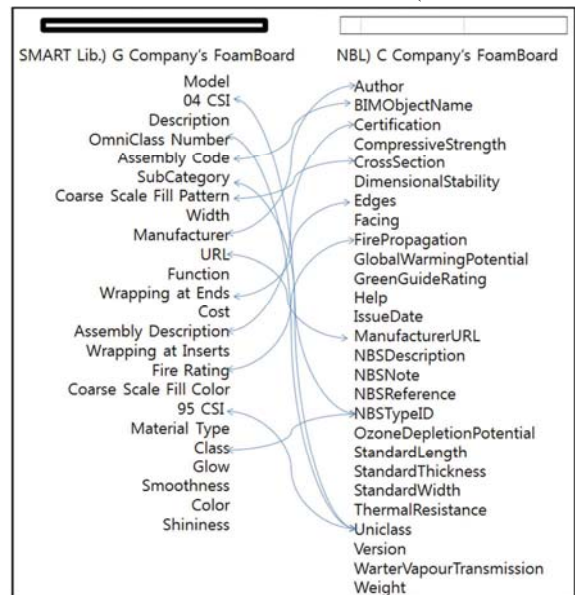 SMART Lib.) G Company's FoamBoard
Model
04 CSI
Description
OmniClass Number
Assembly Code
SubCategory
Coarse Scale Fill Pattern
Width
Manufacturer
URL
Function
Wrapping at Ends
Cost
Assembly Description
Wrapping at Inserts
Fire Rating
Coarse Scale Fill Color
95 CSI
Material Type
Class
Glow
Smoothness
Color
Shininess
NBL) C Company's FoamBoard
Author
BIMObjectName
Certification
CompressiveStrength
CrossSection
DimensionalStability
Edges
Facing
FirePropagation
GlobalWarmingPotential
GreenGuideRating
Help
IssueDate
ManufacturerURL
NBSDescription
NBSNote
NBSReference
NBSTypeID
OzoneDepletionPotential
StandardLength
StandardThickness
StandardWidth
ThermalResistance
Uniclass
Version
WarterVapourTransmission
Weight